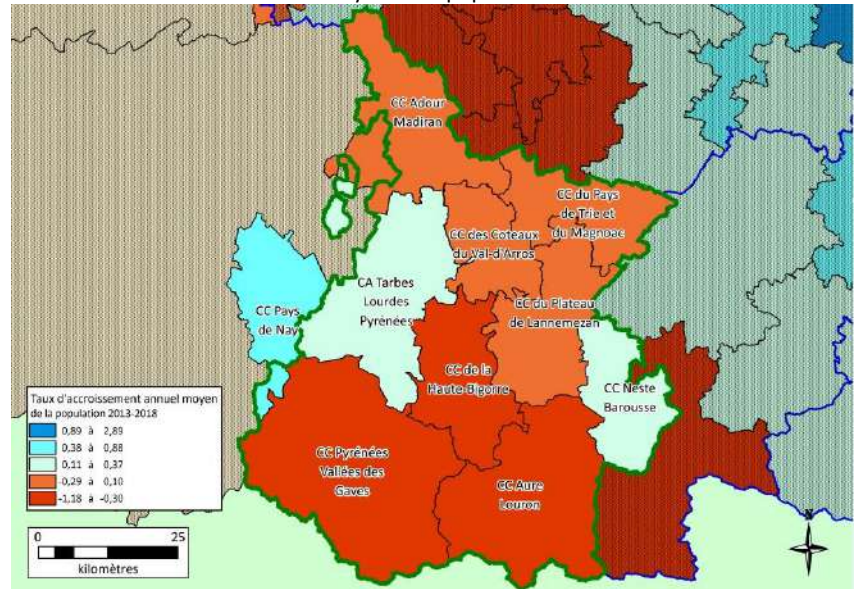 CC Adour
Madiran
CC du Pays
de Trie et
du Magnoac
CC des Coteaux
du Val-d'Arros
CA Tarbes
Lourdes
Pyrénées
CC Pays
de Nay
CC du Plateau
de Lannemezan
CC de la
Haute-Bigorre
CC Neste
Barousse
CC Pyrénées
Vallées des
Gaves
CC Aure
Louron
Taux d'accroissement annuel moyen
de la population 2013-2018
0,89 à 2,89
0,38 à 0,88
0,11 à 0,37
-0,29 à 0,10
-1,18 à -0,30
0 25
kilomètres
N